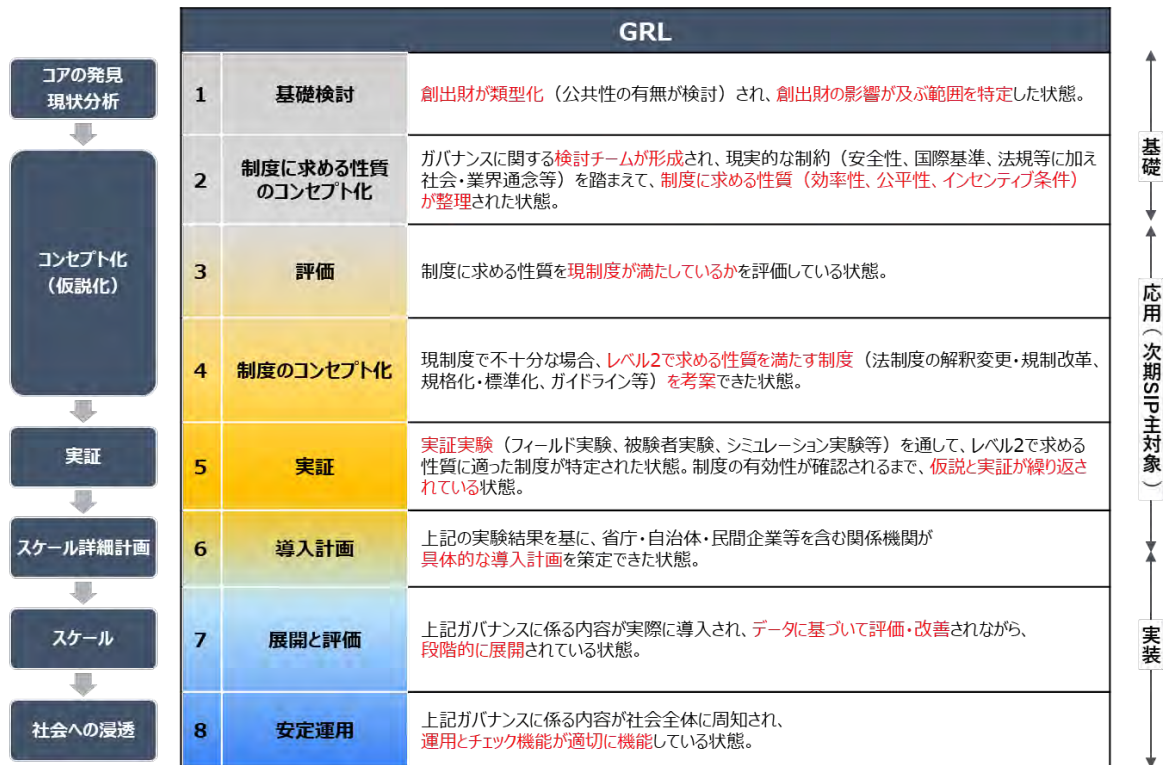 GRL
コアの発見
現状分析
1
基礎検討
創出財が類型化（公共性の有無が検討）され、創出財の影響が及ぶ範囲を特定した状態。
コンセプト化
（仮説化）
2
制度に求める性質
のコンセプト化
ガバナンスに関する検討チームが形成され、現実的な制約（安全性、国際基準、法規等に加え
社会・業界通念等）を踏まえて、制度に求める性質（効率性、公平性、インセンティブ条件）
が整理された状態。
3
評価
制度に求める性質を現制度が満たしているかを評価している状態。
4
制度のコンセプト化
現制度で不十分な場合、レベル2で求める性質を満たす制度（法制度の解釈変更・規制改革、
規格化・標準化、ガイドライン等）を考案できた状態。
実証
5
実証
実証実験（フィールド実験、被験者実験、シミュレーション実験等）を通して、レベル2で求める
性質に適った制度が特定された状態。制度の有効性が確認されるまで、仮説と実証が繰り返さ
れている状態。
スケール詳細計画
6
導入計画
上記の実験結果を基に、省庁・自治体・民間企業等を含む関係機関が
具体的な導入計画を策定できた状態。
スケール
7
展開と評価
上記ガバナンスに係る内容が実際に導入され、データに基づいて評価・改善されながら、
段階的に展開されている状態。
社会への浸透
8
安定運用
上記ガバナンスに係る内容が社会全体に周知され、
運用とチェック機能が適切に機能している状態。
基礎
応用（次期SIP主対象）
実装